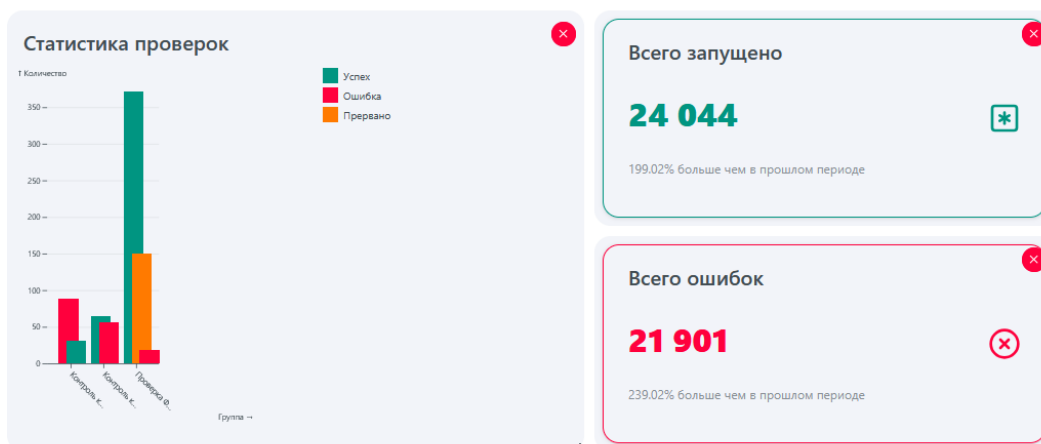 Статистика проверок
↑ Количество
350
300
250
200
150
100
50
0
Контроль к...
Контроль к...
Проверка Ф...
Группа →
Успех
Ошибка
Прервано
Всего запущено
24 044
199.02% больше чем в прошлом периоде
Всего ошибок
21 901
239.02% больше чем в прошлом периоде